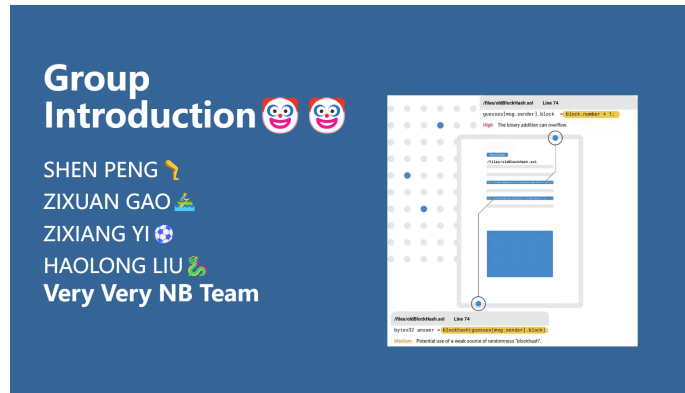 Group
Introduction🤡 🤡
SHEN PENG 🦵
ZIXUAN GAO 🚣
ZIXIANG YI ⚽
HAOLONG LIU 🐉
Very Very NB Team
/files/oldBlockHash.sol Line 74
guesses[msg.sender].block = block.number + 1;
High The binary addition can overflow.
/files/oldBlockHash.sol
/files/oldBlockHash.sol Line 74
bytes32 answer = blockhash(guesses[msg.sender].block);
Medium Potential use of a weak source of randomness 'blockhash'.